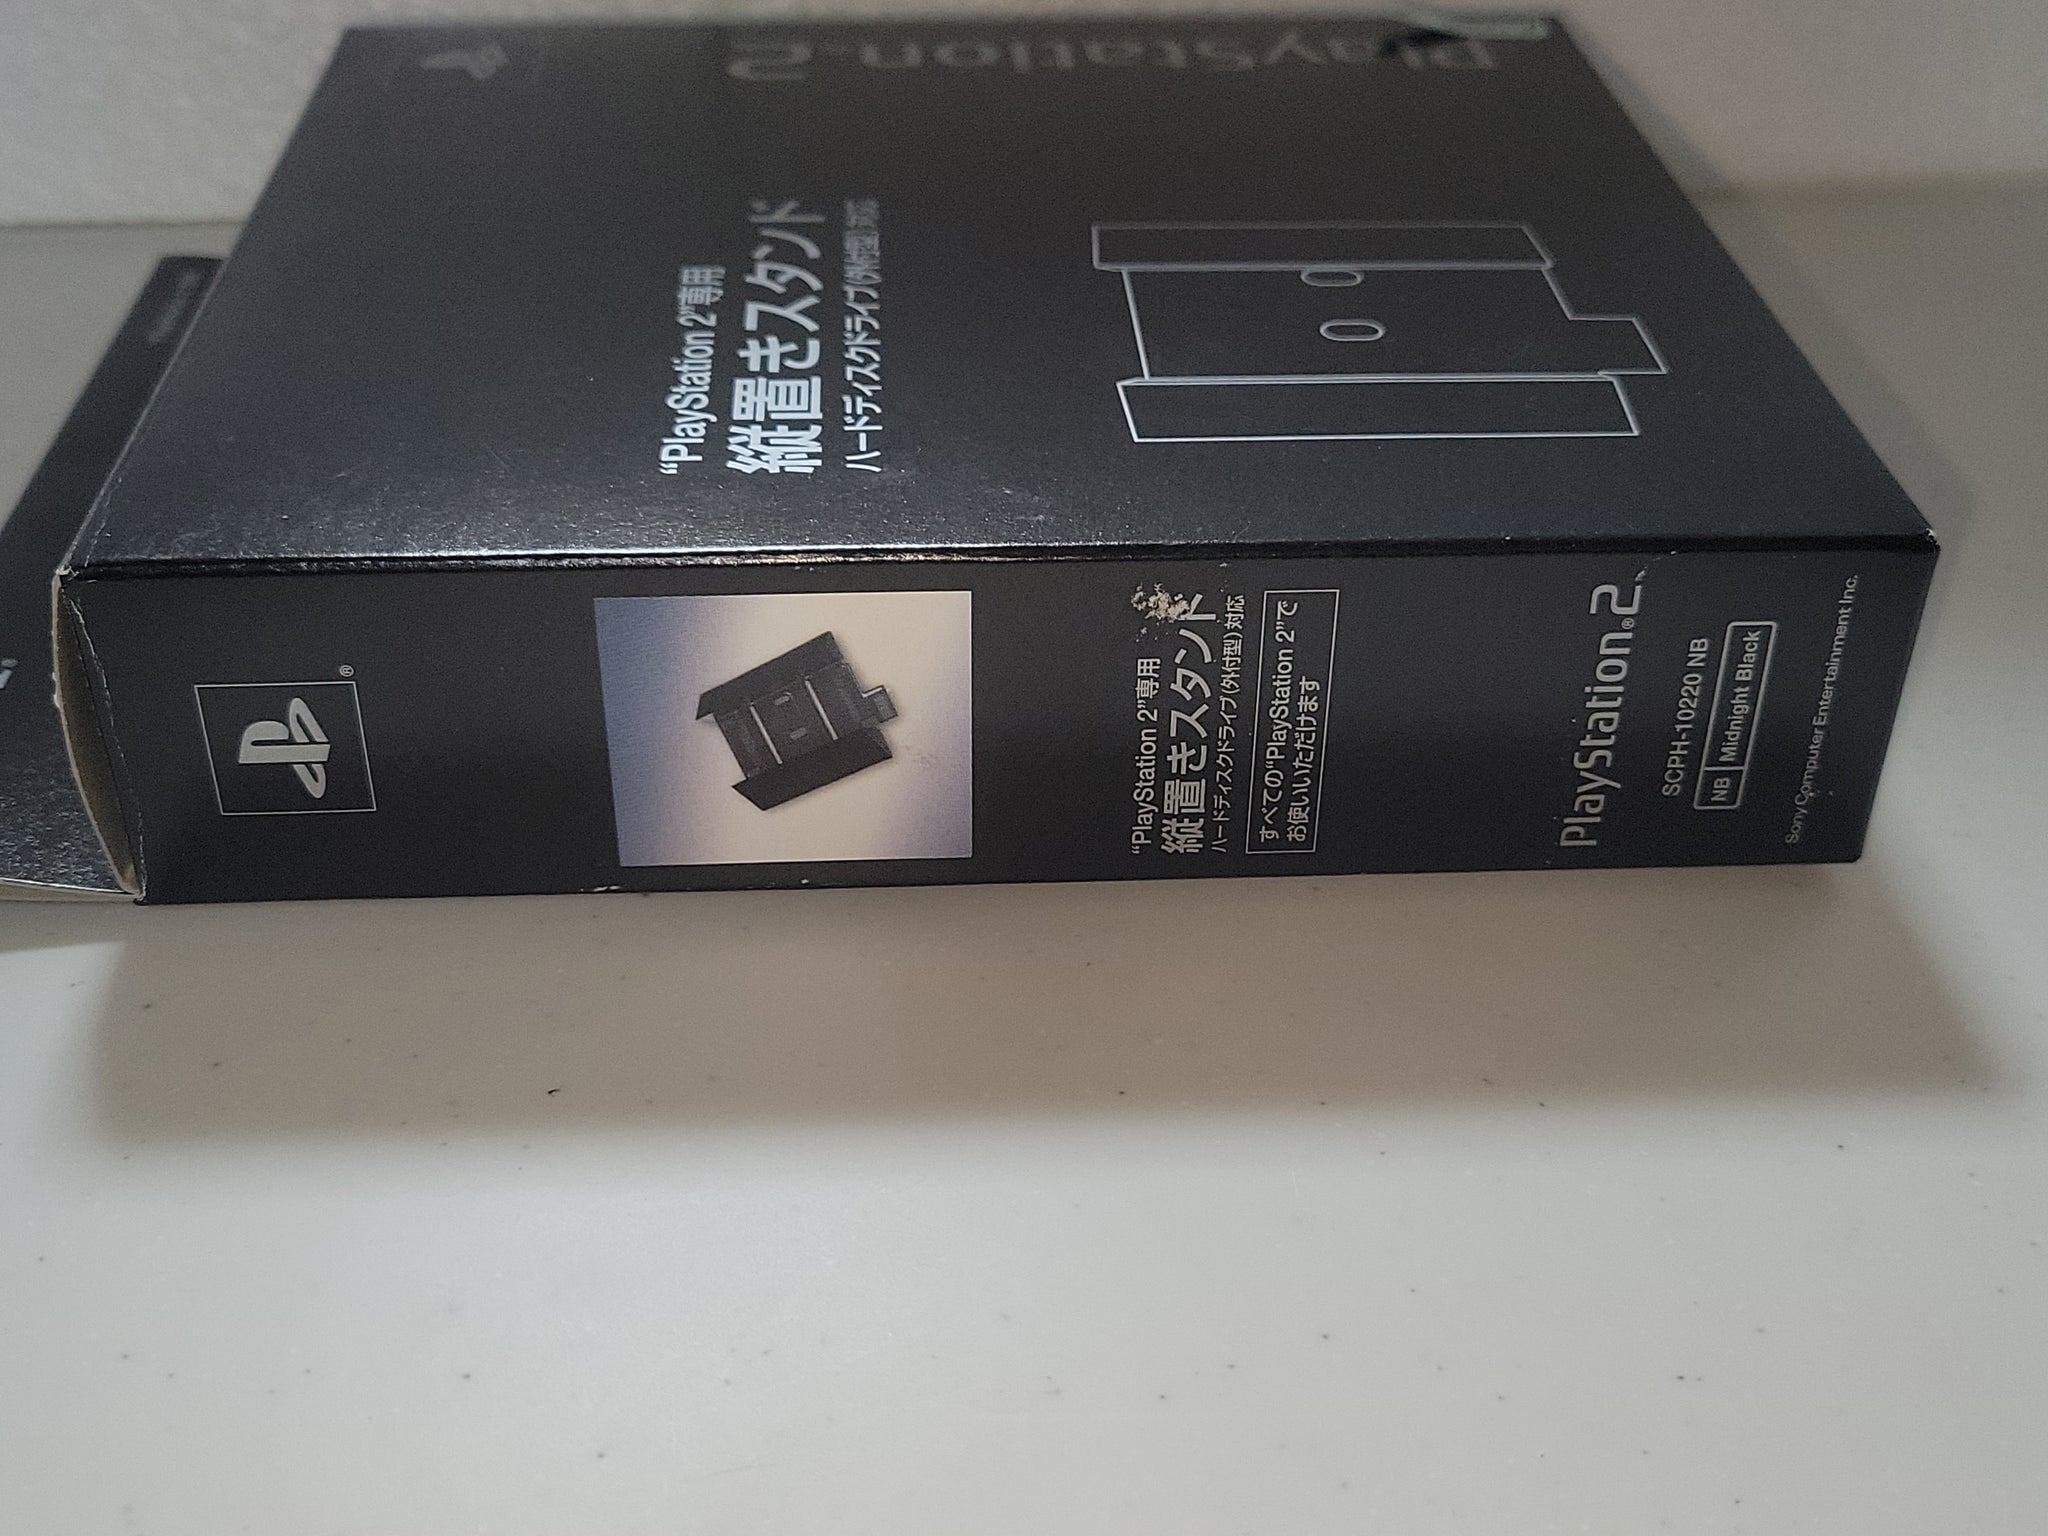 PlayStation®2
"PlayStation 2"専用
縦置きスタンド
ハードディスクドライブ(外付型)対応
®
"PlayStation 2"専用
縦置きスタンド
ハードディスクドライブ(外付型)対応
すべての"PlayStation 2"で
お使いいただけます
PlayStation®2
SCPH-10220 NB
NB Midnight Black
Sony Computer Entertainment Inc.